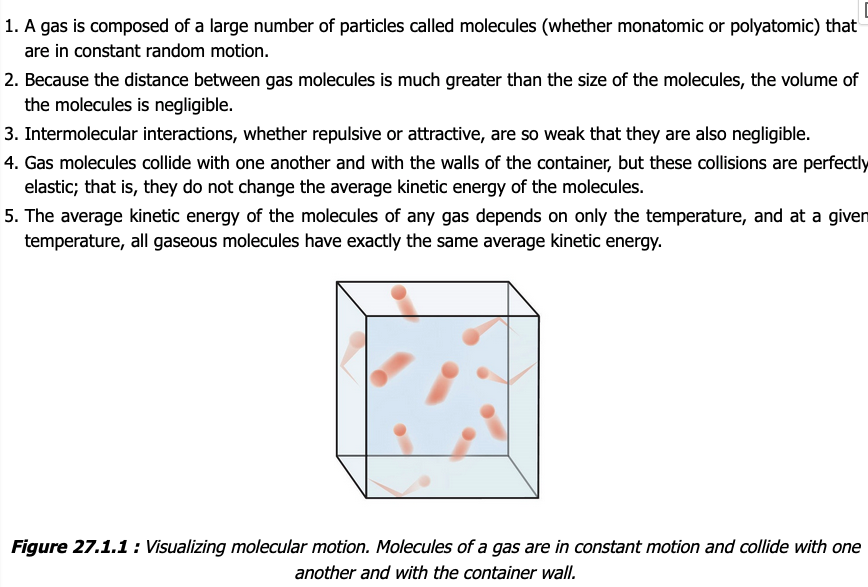 1. A gas is composed of a large number of particles called molecules (whether monatomic or polyatomic) that
are in constant random motion.
2. Because the distance between gas molecules is much greater than the size of the molecules, the volume of
the molecules is negligible.
3. Intermolecular interactions, whether repulsive or attractive, are so weak that they are also negligible.
4. Gas molecules collide with one another and with the walls of the container, but these collisions are perfectly
elastic; that is, they do not change the average kinetic energy of the molecules.
5. The average kinetic energy of the molecules of any gas depends on only the temperature, and at a given
temperature, all gaseous molecules have exactly the same average kinetic energy.
Figure 27.1.1 : Visualizing molecular motion. Molecules of a gas are in constant motion and collide with one
another and with the container wall.